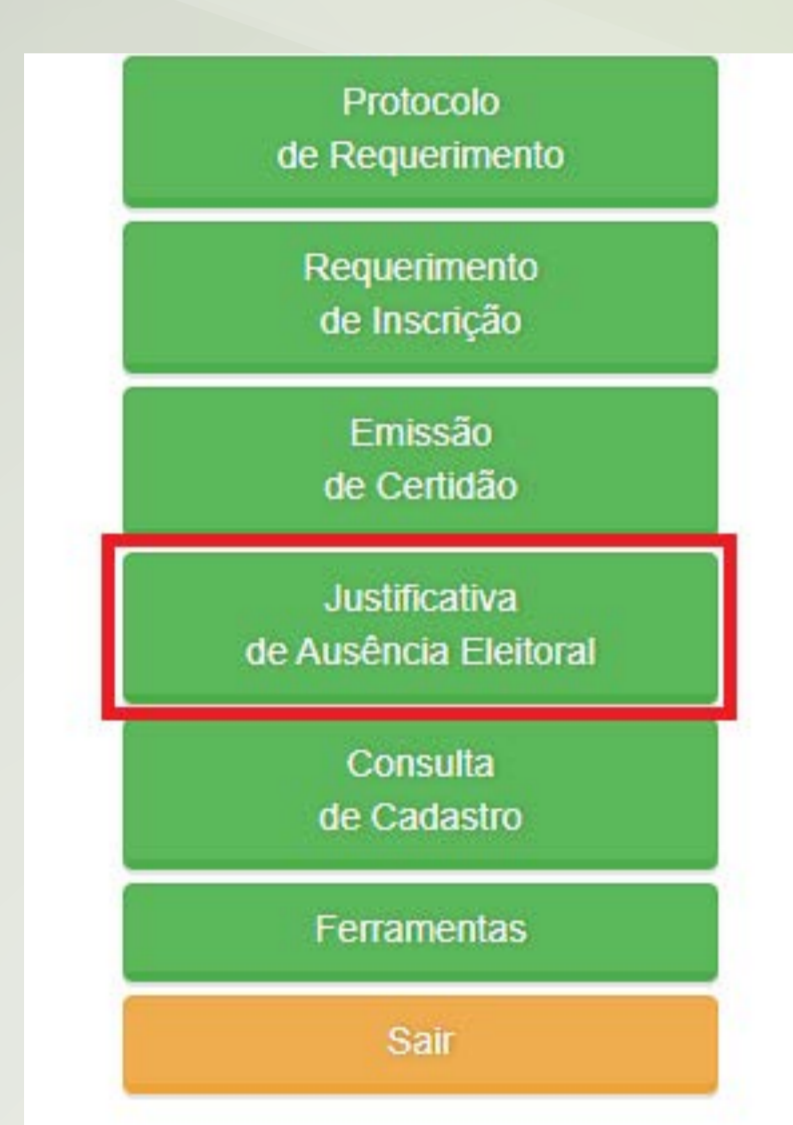 Protocolo
de Requerimento
Requerimento
de Inscrição
Emissão
de Certidão
Justificativa
de Ausência Eleitoral
Consulta
de Cadastro
Ferramentas
Sair